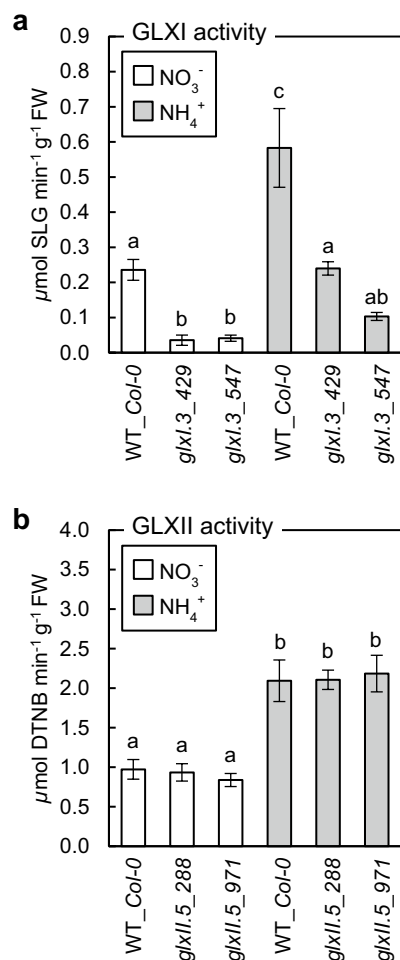 a
GLXI activity
NO₃⁻
NH₄⁺
µmol SLG min⁻¹ g⁻¹ FW
0.9
0.8
0.7
0.6
0.5
0.4
0.3
0.2
0.1
0.0
a
b
b
c
a
ab
WT_Col-0
glxI.3_429
glxI.3_547
WT_Col-0
glxI.3_429
glxI.3_547
b
GLXII activity
NO₃⁻
NH₄⁺
µmol DTNB min⁻¹ g⁻¹ FW
4.0
3.5
3.0
2.5
2.0
1.5
1.0
0.5
0.0
a
a
a
b
b
b
WT_Col-0
glxII.5_288
glxII.5_971
WT_Col-0
glxII.5_288
glxII.5_971